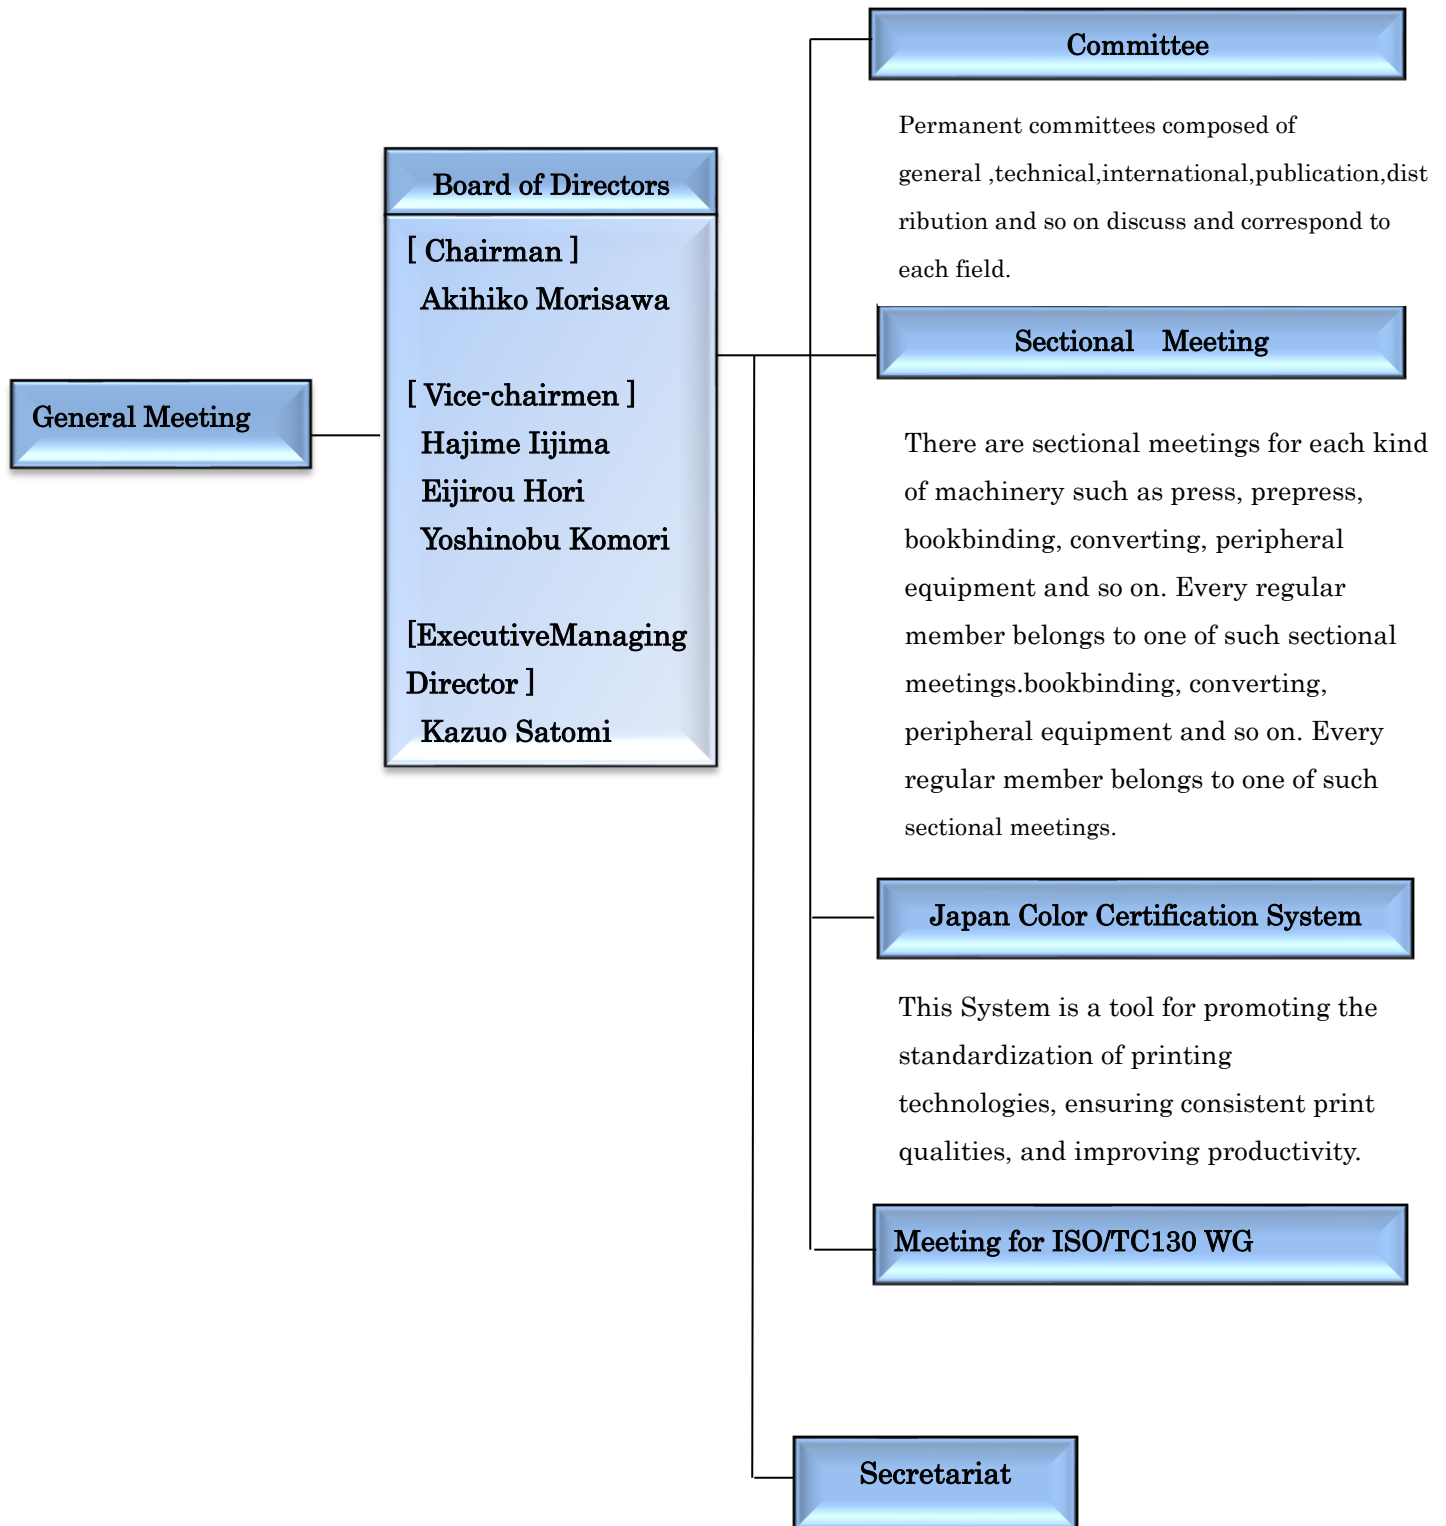 General Meeting
Board of Directors
[ Chairman ]
Akihiko Morisawa
[ Vice-chairmen ]
Hajime Iijima
Eijirou Hori
Yoshinobu Komori
[ExecutiveManaging
Director ]
Kazuo Satomi
Committee
Permanent committees composed of
general ,technical,international,publication,dist
ribution and so on discuss and correspond to
each field.
Sectional Meeting
There are sectional meetings for each kind
of machinery such as press, prepress,
bookbinding, converting, peripheral
equipment and so on. Every regular
member belongs to one of such sectional
meetings.bookbinding, converting,
peripheral equipment and so on. Every
regular member belongs to one of such
sectional meetings.
Japan Color Certification System
This System is a tool for promoting the
standardization of printing
technologies, ensuring consistent print
qualities, and improving productivity.
Meeting for ISO/TC130 WG
Secretariat